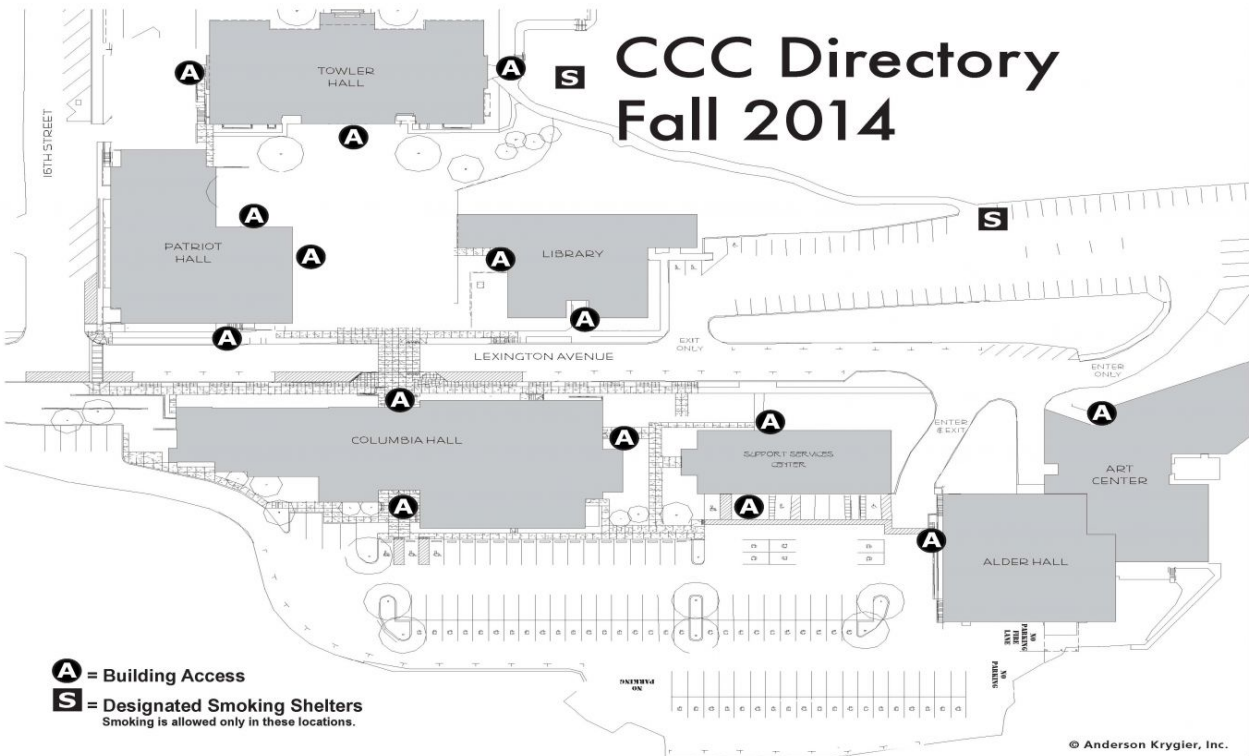 CCC Directory
Fall 2014
TOWLER
HALL
A
A
A
S
16TH STREET
PATRIOT
HALL
A
A
A
LIBRARY
A
A
S
LEXINGTON AVENUE
EXIT
ONLY
ENTER
ONLY
COLUMBIA HALL
A
A
A
SUPPORT SERVICES
CENTER
A
A
ENTER
& EXIT
ART
CENTER
A
ALDER HALL
A
NO
PARKING
FIRE
LANE
NO
PARKING
NO
PARKING
A = Building Access
S = Designated Smoking Shelters
Smoking is allowed only in these locations.
© Anderson Krygier, Inc.